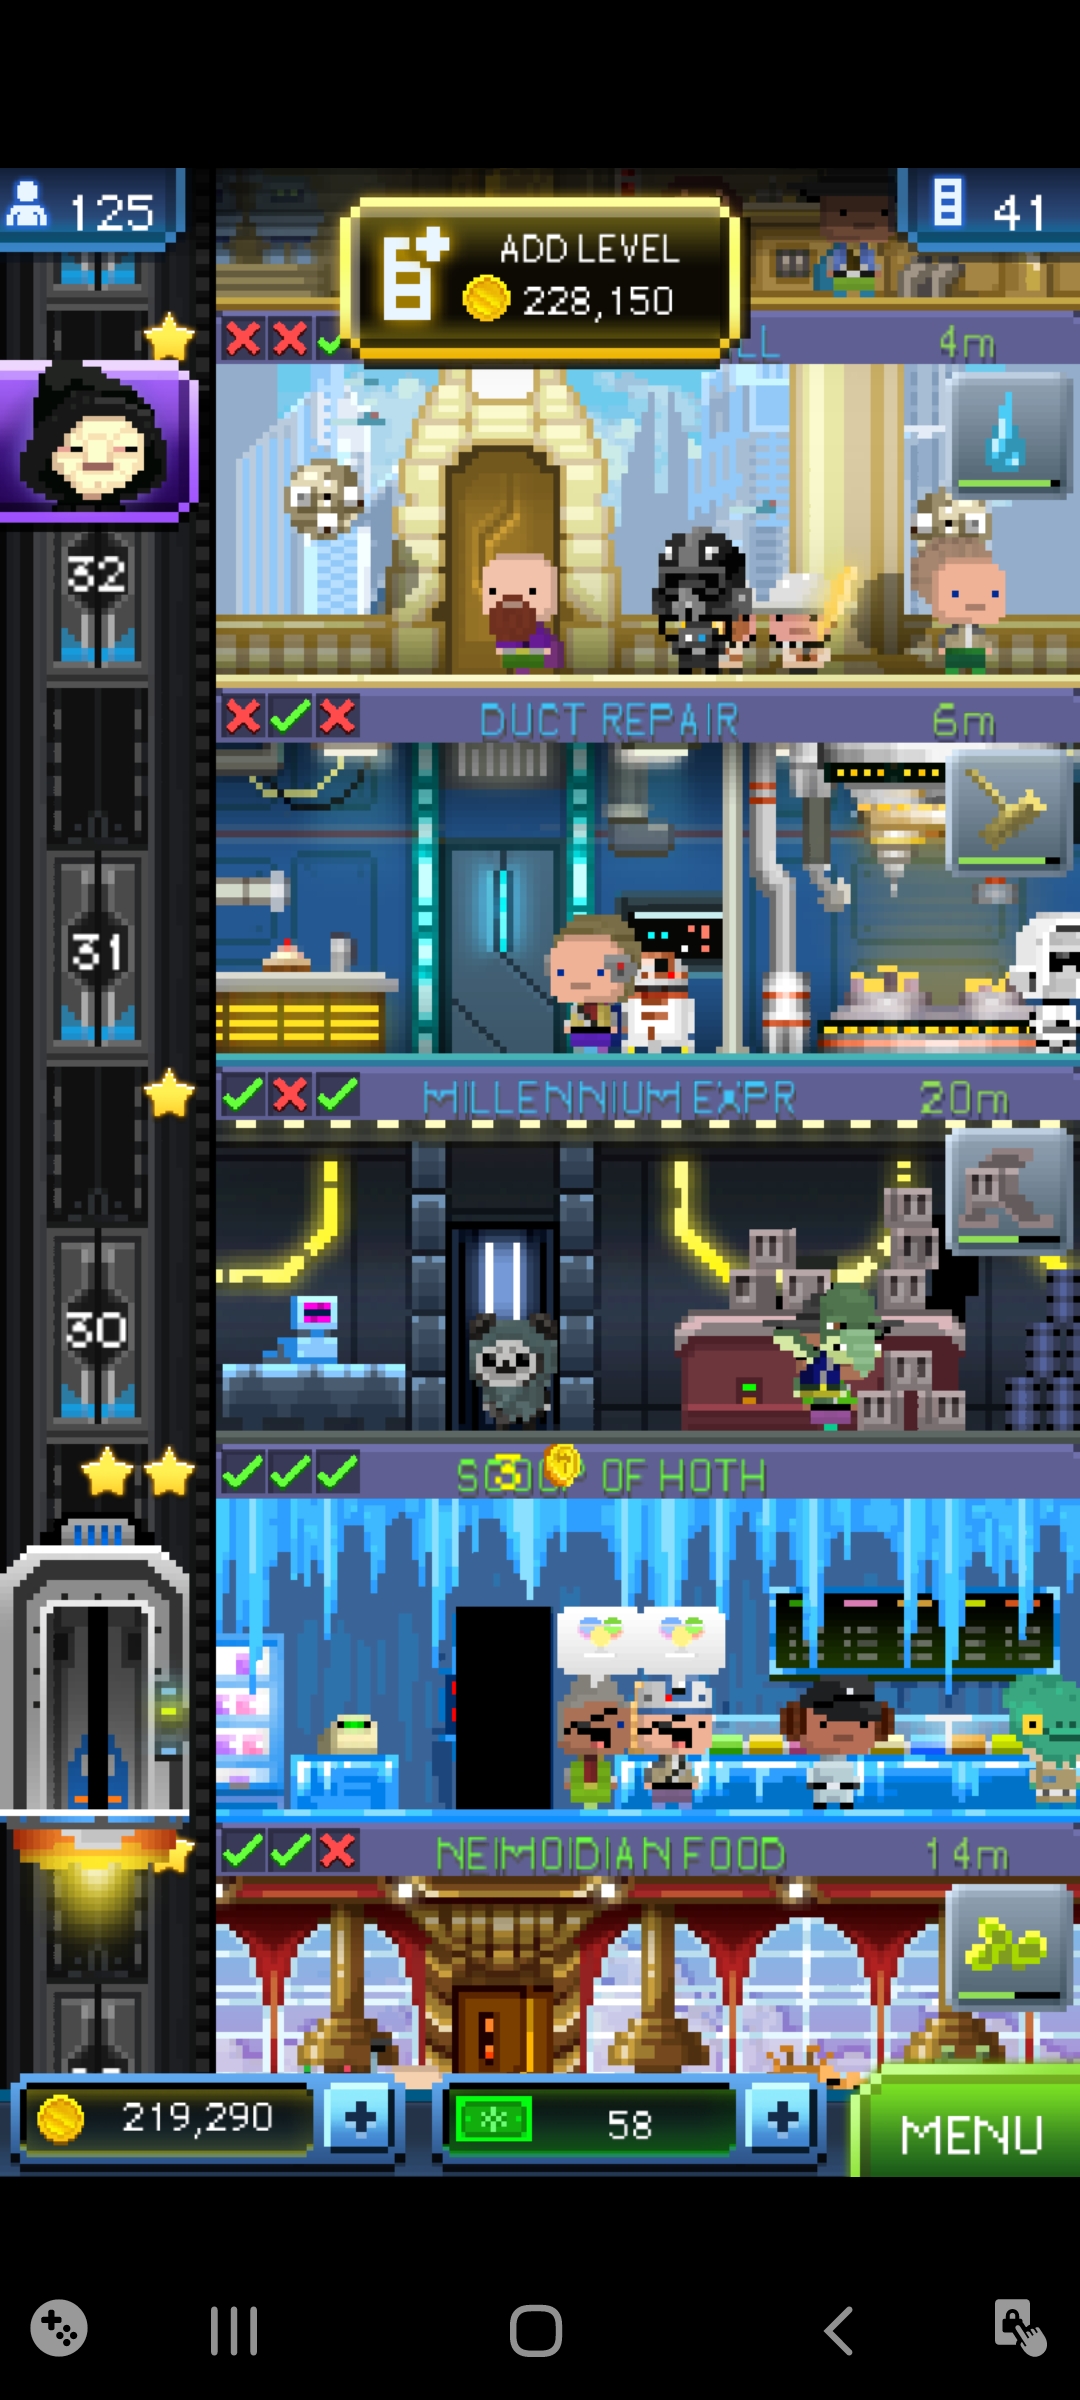 125
ADD LEVEL
228,150
41
LL
4m
32
DUCT REPAIR
6m
31
MILLENNIUM EXPR
20m
30
OF HOTH
NEIMOIDIAN FOOD
14m
219,290
58
MENU